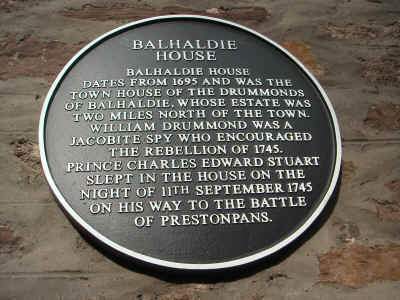 BALHALDIE
HOUSE
BALHALDIE HOUSE
DATES FROM 1695 AND WAS THE
TOWN HOUSE OF THE DRUMMONDS
OF BALHALDIE, WHOSE ESTATE WAS
TWO MILES NORTH OF THE TOWN.
WILLIAM DRUMMOND WAS A
JACOBITE SPY WHO ENCOURAGED
THE REBELLION OF 1745.
PRINCE CHARLES EDWARD STUART
SLEPT IN THE HOUSE ON THE
NIGHT OF 11TH SEPTEMBER 1745
ON HIS WAY TO THE BATTLE
OF PRESTONPANS.